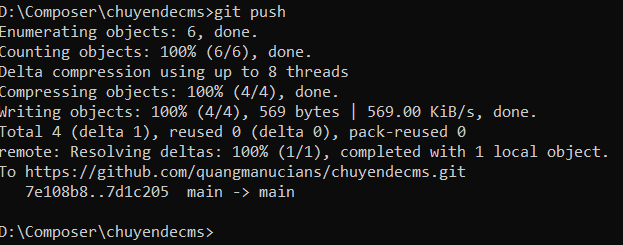 D:\Composer\chuyendecms>git push
Enumerating objects: 6, done.
Counting objects: 100% (6/6), done.
Delta compression using up to 8 threads
Compressing objects: 100% (4/4), done.
Writing objects: 100% (4/4), 569 bytes | 569.00 KiB/s, done.
Total 4 (delta 1), reused 0 (delta 0), pack-reused 0
remote: Resolving deltas: 100% (1/1), completed with 1 local object.
To https://github.com/quangmanucians/chuyendecms.git
   7e108b8..7d1c205  main -> main
D:\Composer\chuyendecms>